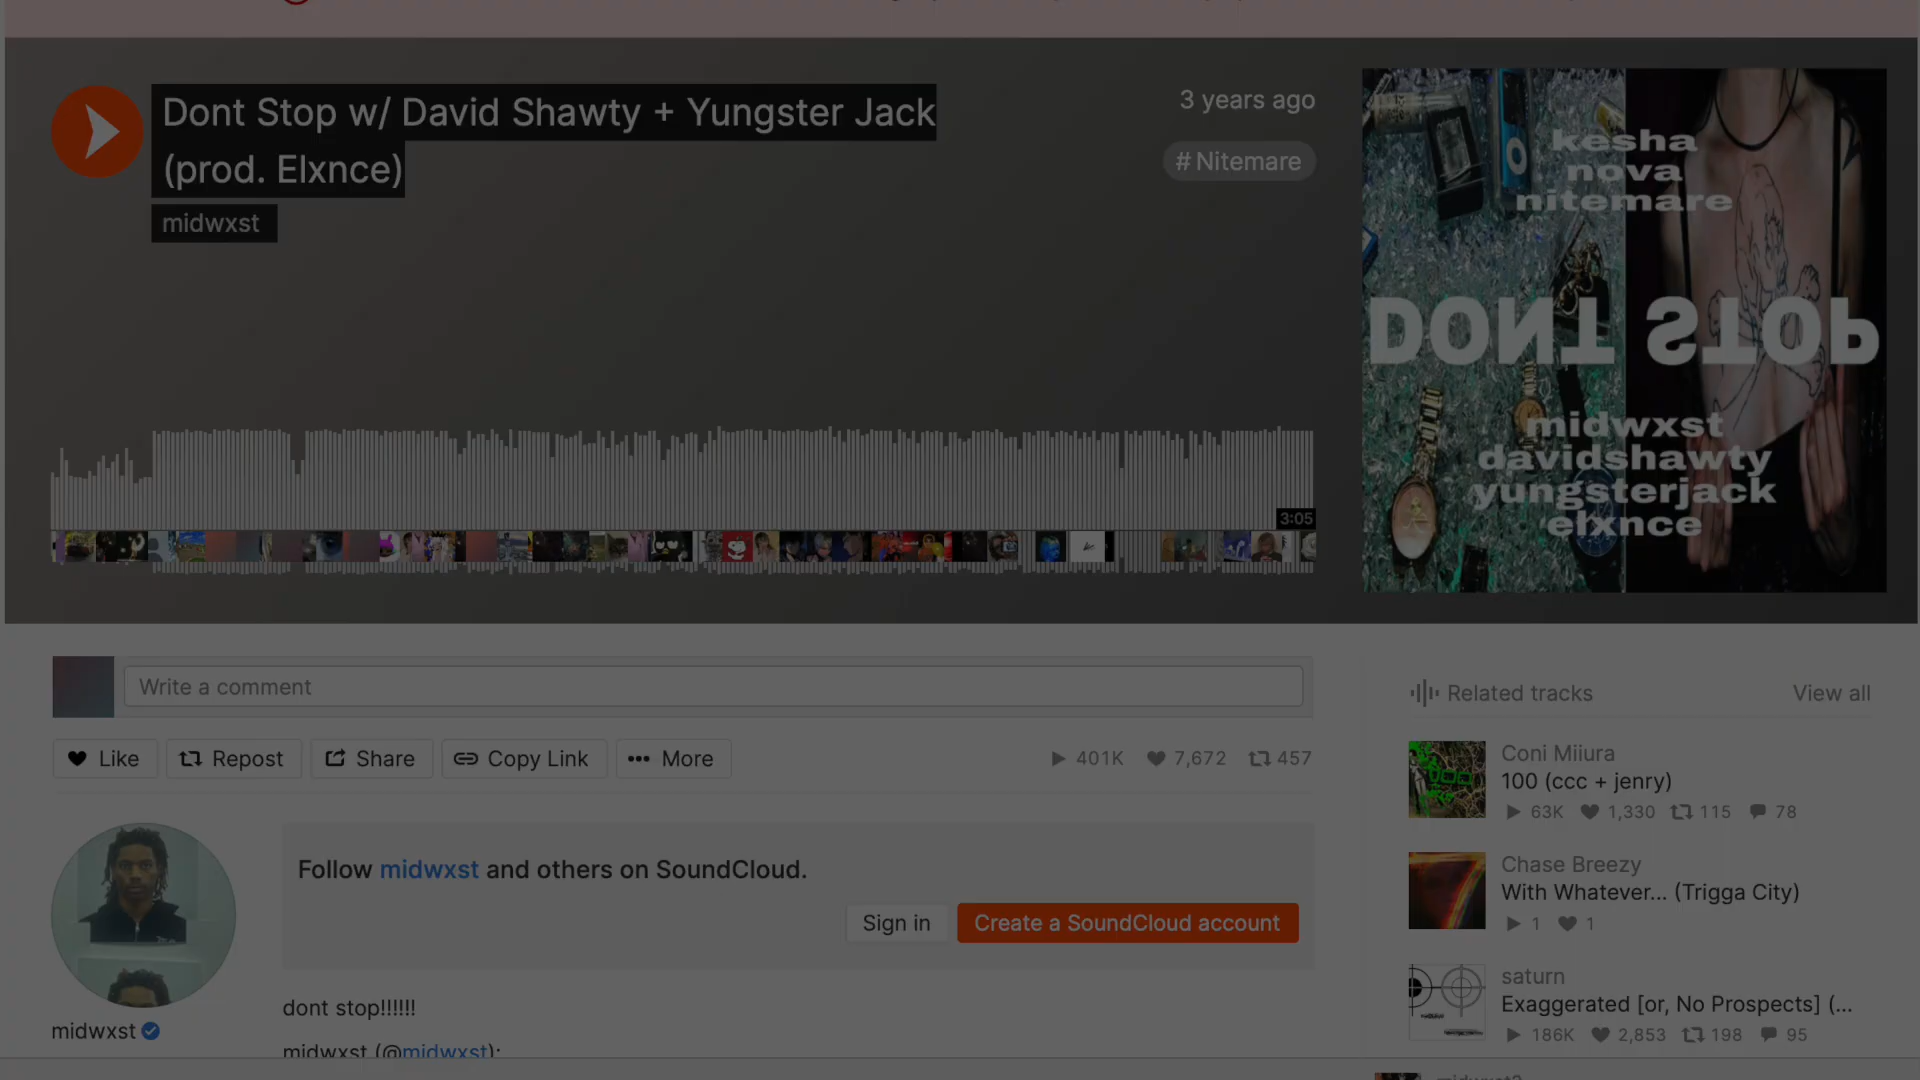 Dont Stop w/ David Shawty + Yungster Jack
(prod. Elxnce)
midwxst
3 years ago
# Nitemare
kesha
nova
nitemare
DONT STOP
midwxst
davidshawty
yungsterjack
elxnce
3:05
Write a comment
Like
Repost
Share
Copy Link
More
401K
7,672
457
Follow midwxst and others on SoundCloud.
Sign in
Create a SoundCloud account
midwxst
dont stop!!!!!!
midwxst (@midwxst):
Related tracks
View all
Coni Miiura
100 (ccc + jenry)
63K 1,330 115 78
Chase Breezy
With Whatever... (Trigga City)
1 1
saturn
Exaggerated [or, No Prospects] (...
186K 2,853 198 95